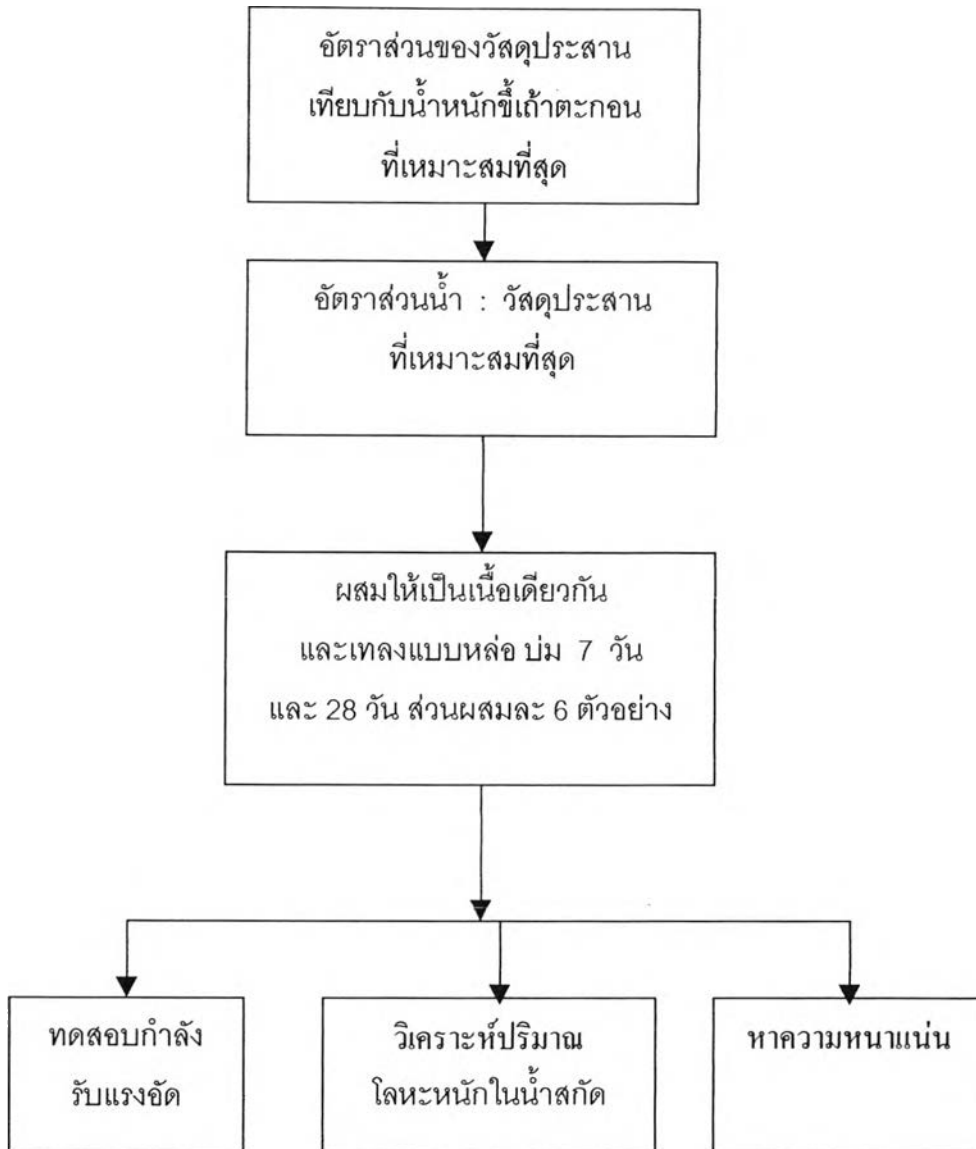 อัตราส่วนของวัสดุประสาน
เทียบกับน้ำหนักขี้เถ้าตะกอน
ที่เหมาะสมที่สุด
อัตราส่วนน้ำ : วัสดุประสาน
ที่เหมาะสมที่สุด
ผสมให้เป็นเนื้อเดียวกัน
และเทลงแบบหล่อ บ่ม 7 วัน
และ 28 วัน ส่วนผสมละ 6 ตัวอย่าง
ทดสอบกำลัง
รับแรงอัด
วิเคราะห์ปริมาณ
โลหะหนักในน้ำสกัด
หาความหนาแน่น